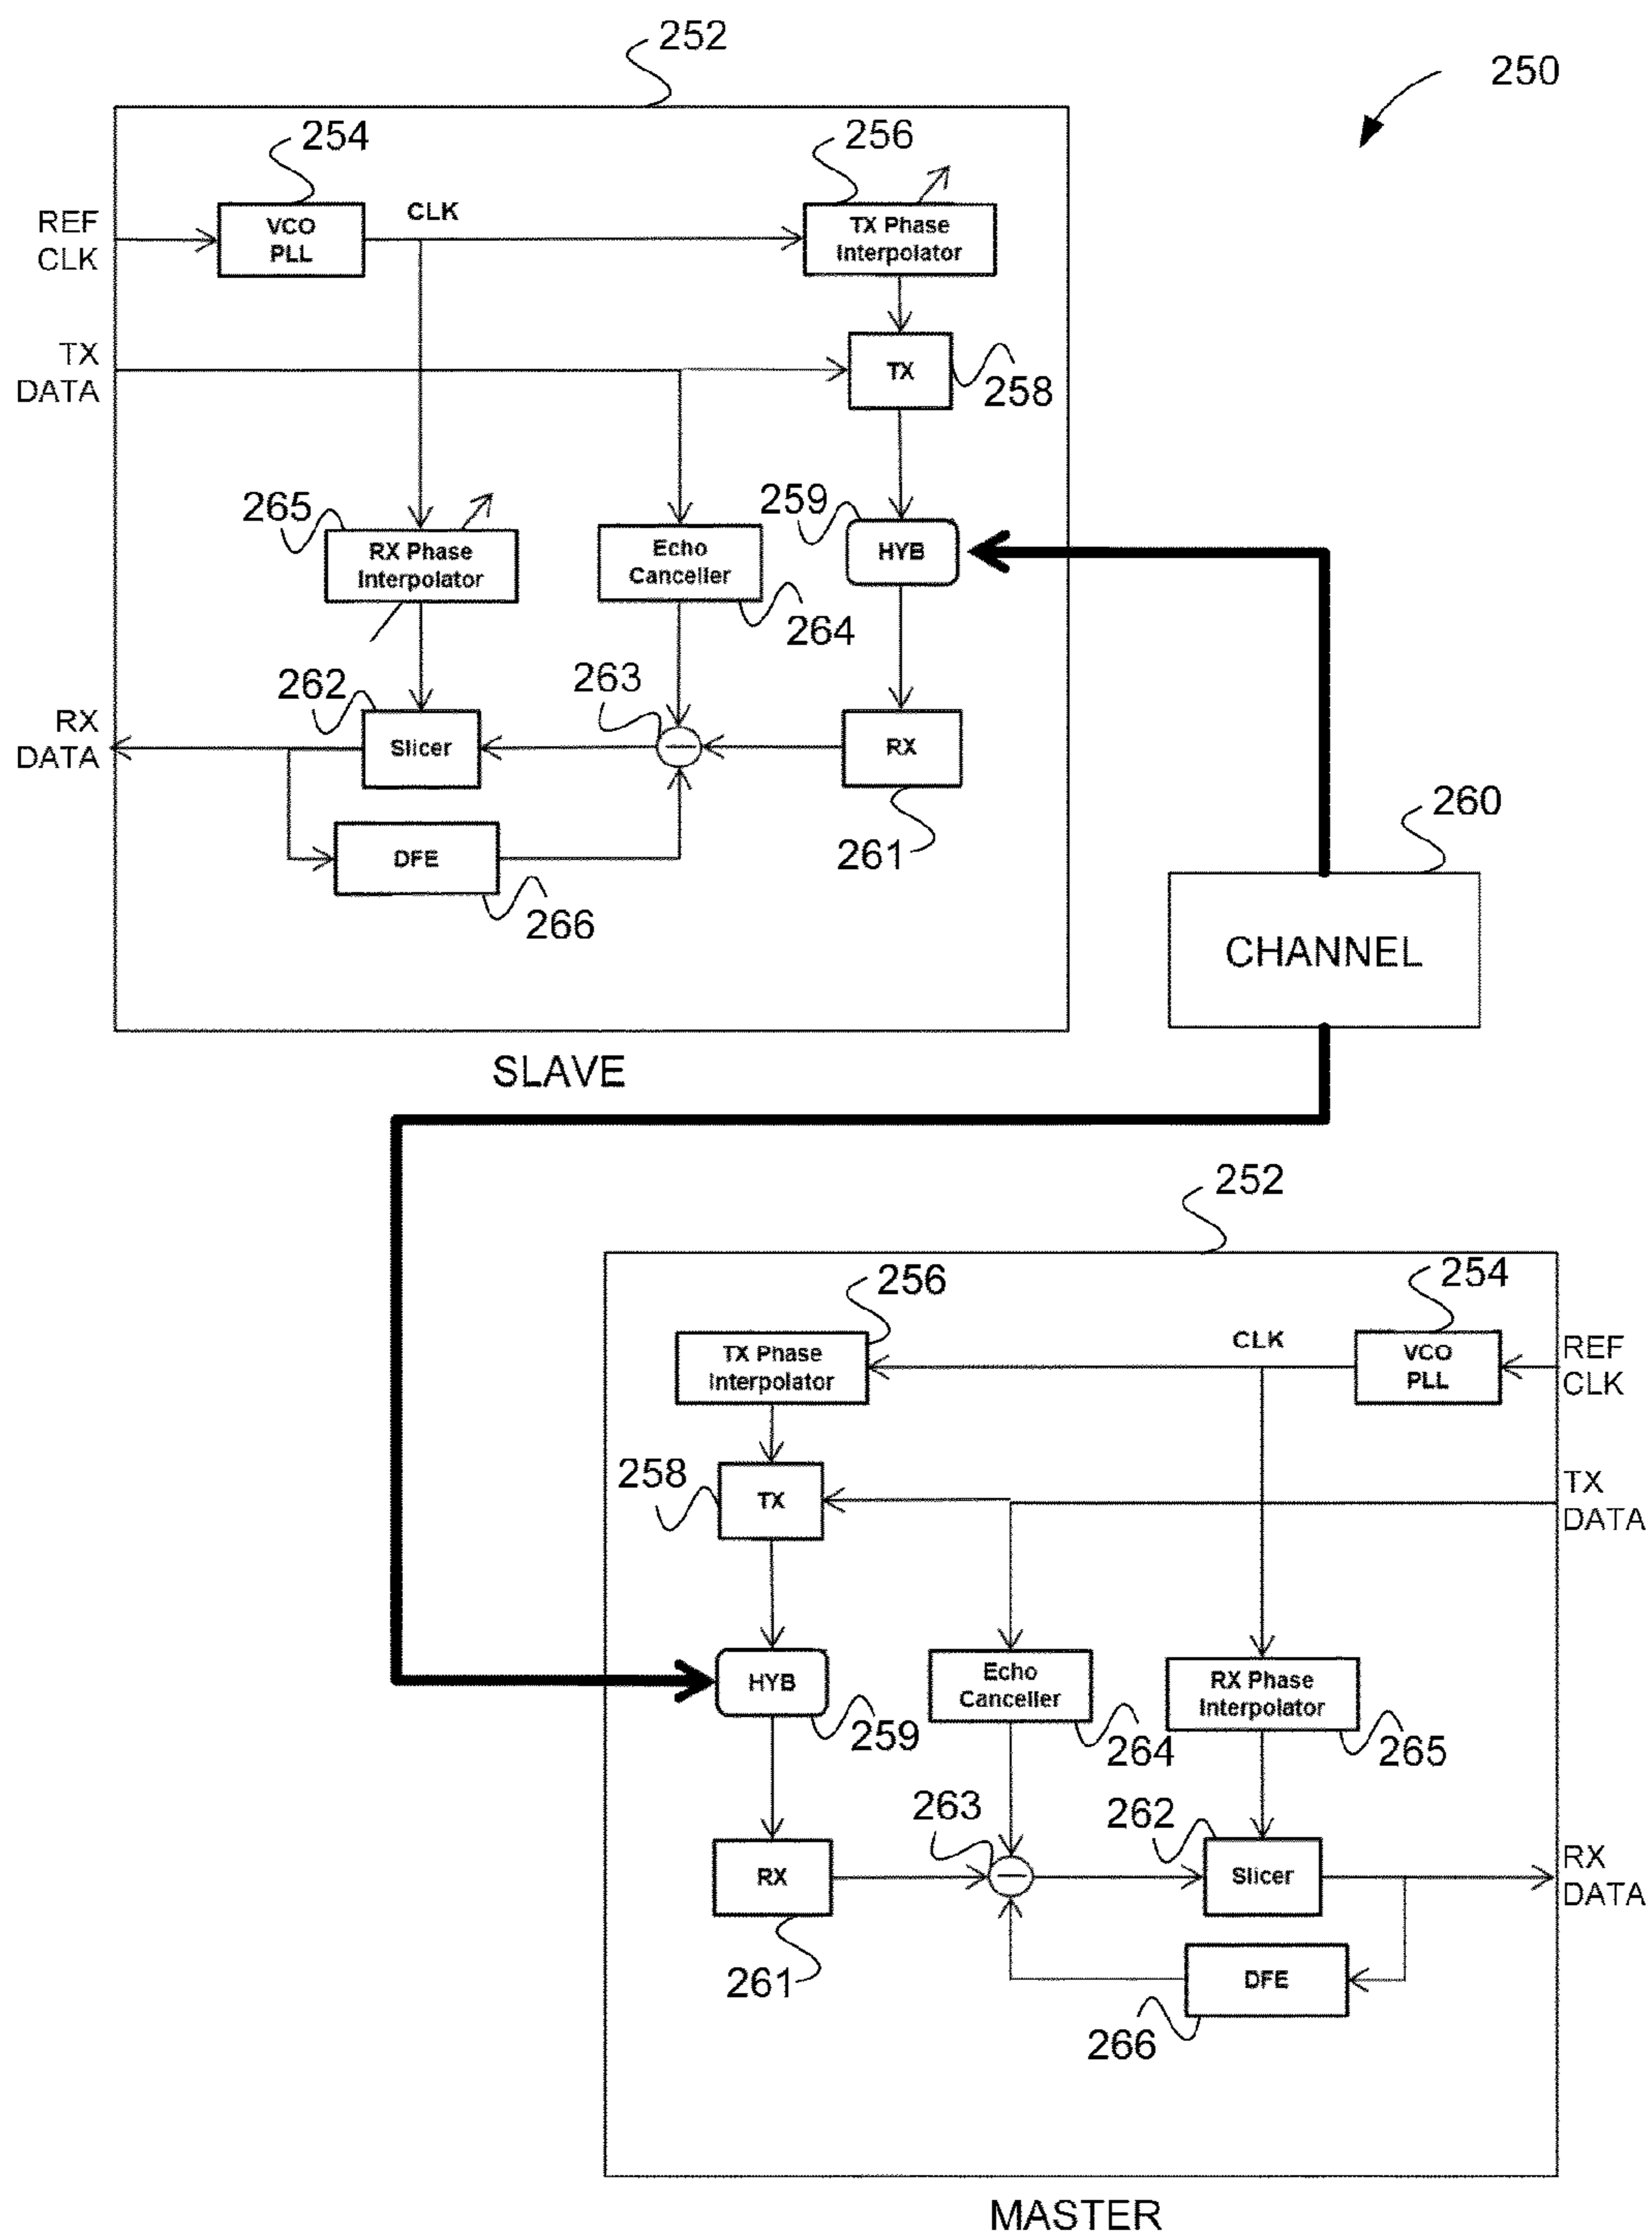 252
250
254
256
REF
CLK
VCO
PLL
CLK
TX Phase
Interpolator
TX
DATA
TX
258
265
RX Phase
Interpolator
Echo
Canceller
264
259
HYB
262
263
RX
DATA
Slicer
RX
261
DFE
266
260
CHANNEL
SLAVE
252
256
254
TX Phase
Interpolator
CLK
VCO
PLL
REF
CLK
258
TX
TX
DATA
HYB
259
Echo
Canceller
264
RX Phase
Interpolator
265
263
262
RX
Slicer
RX
DATA
261
DFE
266
MASTER